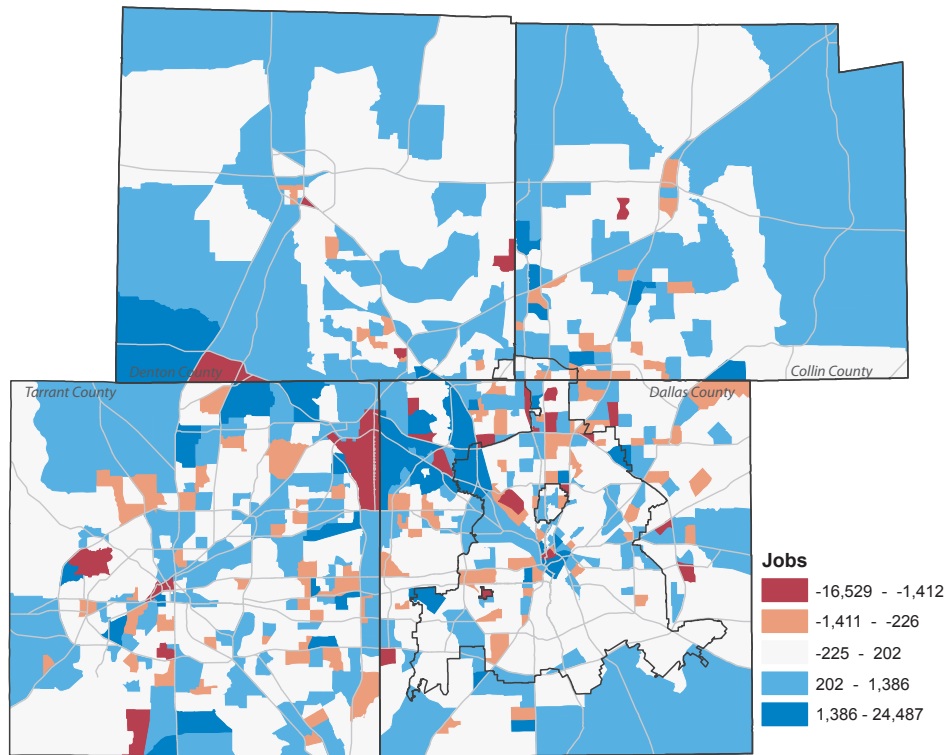 Denton County
Collin County
Tarrant County
Dallas County
Jobs
-16,529 - -1,412
-1,411 - -226
-225 - 202
202 - 1,386
1,386 - 24,487